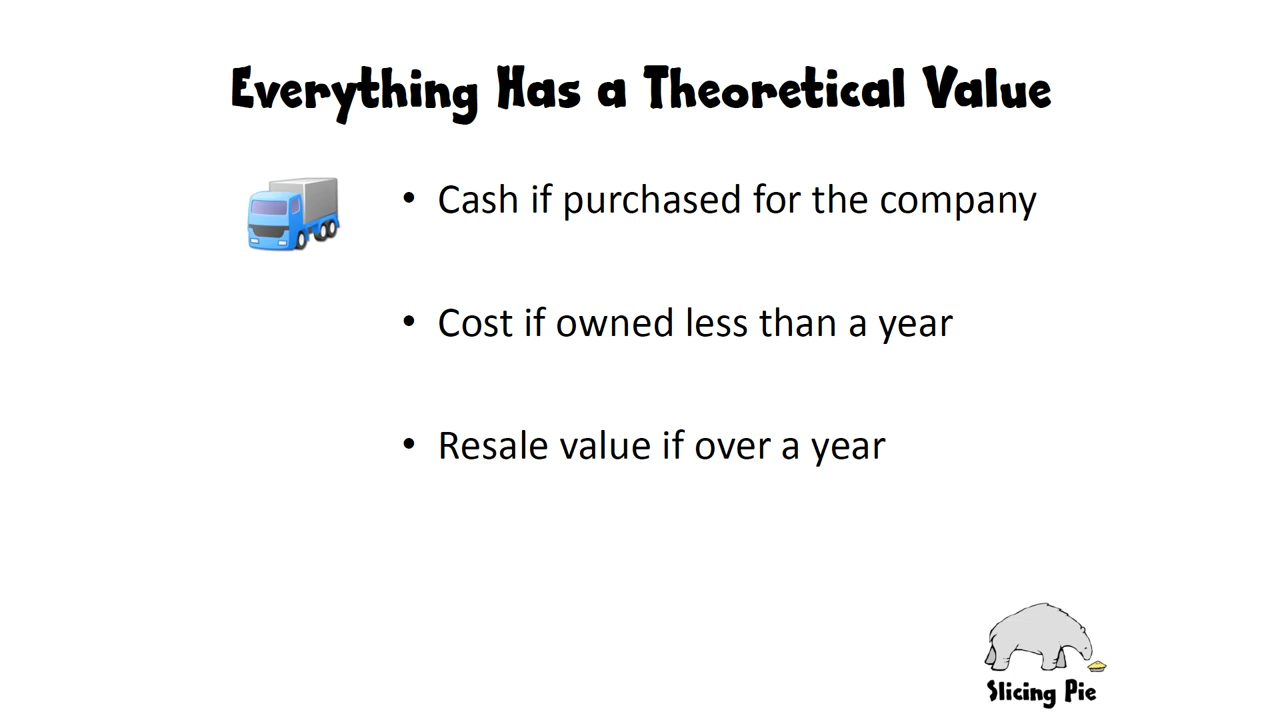 Everything Has a Theoretical Value
• Cash if purchased for the company
• Cost if owned less than a year
• Resale value if over a year
Slicing Pie